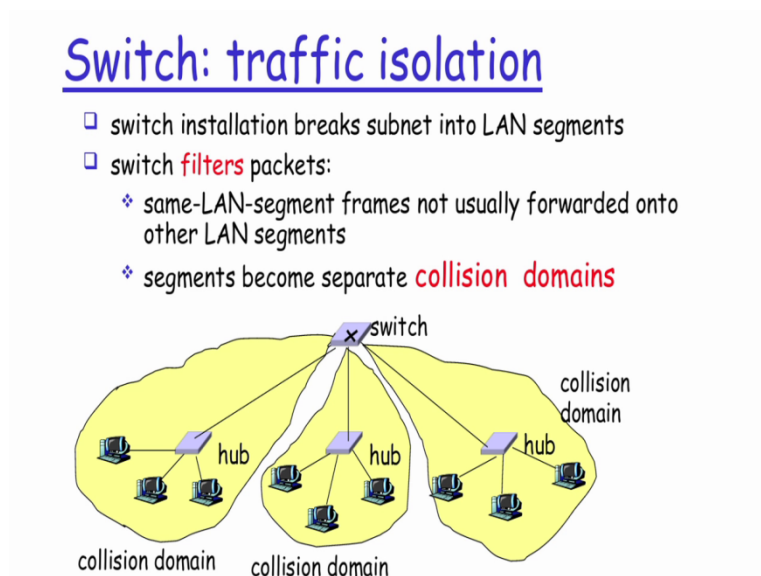 Switch: traffic isolation
switch installation breaks subnet into LAN segments
switch filters packets:
same-LAN-segment frames not usually forwarded onto
other LAN segments
segments become separate collision domains
switch
collision
domain
hub
hub
hub
collision domain
collision domain